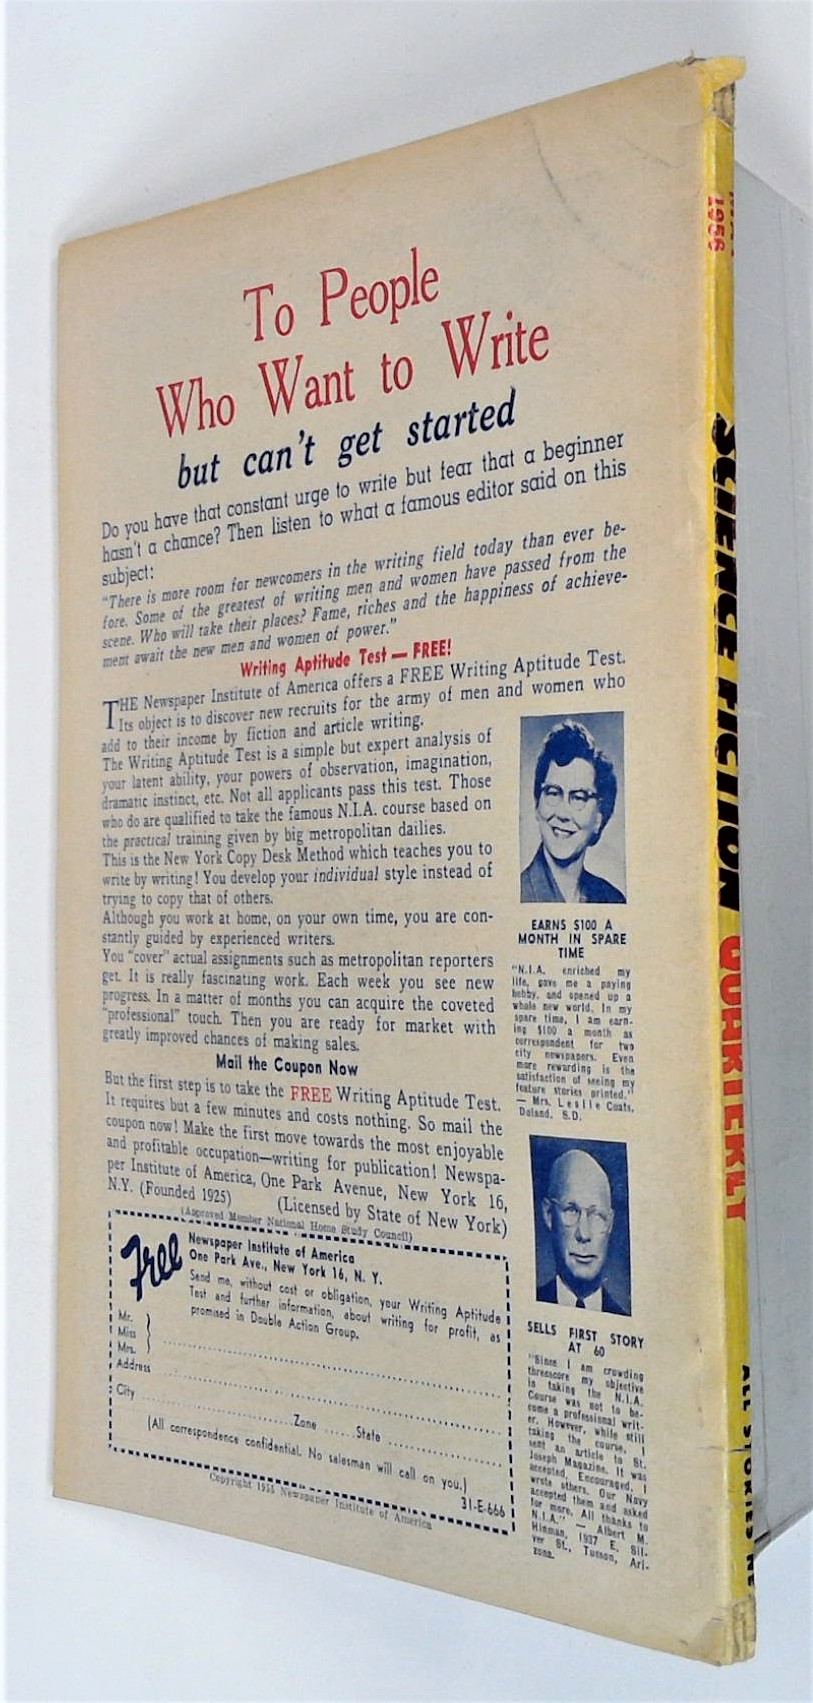 To People
Who Want to Write
but can't get started
Do you have that constant urge to write but fear that a beginner
hasn't a chance? Then listen to what a famous editor said on this
subject:
"There is more room for newcomers in the writing field today than ever be-
fore. Some of the greatest of writing men and women have passed from the
scene. Who will take their places? Fame, riches and the happiness of achieve-
ment await the new men and women of power."
Writing Aptitude Test — FREE!
THE Newspaper Institute of America offers a FREE Writing Aptitude Test.
Its object is to discover new recruits for the army of men and women who
add to their income by fiction and article writing.
The Writing Aptitude Test is a simple but expert analysis of
your latent ability, your powers of observation, imagination,
dramatic instinct, etc. Not all applicants pass this test. Those
who do are qualified to take the famous N.I.A. course based on
the practical training given by big metropolitan dailies.
This is the New York Copy Desk Method which teaches you to
write by writing! You develop your individual style instead of
trying to copy that of others.
Although you work at home, on your own time, you are con-
stantly guided by experienced writers.
You "cover" actual assignments such as metropolitan reporters
get. It is really fascinating work. Each week you see new
progress. In a matter of months you can acquire the coveted
"professional" touch. Then you are ready for market with
greatly improved chances of making sales.
Mail the Coupon Now
But the first step is to take the FREE Writing Aptitude Test.
It requires but a few minutes and costs nothing. So mail the
coupon now! Make the first move towards the most enjoyable
and profitable occupation—writing for publication! Newspa-
per Institute of America, One Park Avenue, New York 16,
N.Y. (Founded 1925) (Licensed by State of New York)
(Approved Member National Home Study Council)
Free
Newspaper Institute of America
One Park Ave., New York 16, N. Y.
Send me, without cost or obligation, your Writing Aptitude
Test and further information, about writing for profit, as
promised in Double Action Group.
Mr.
Miss
Mrs.
Address
City Zone State
(All correspondence confidential. No salesman will call on you.)
31-E-666
Copyright 1955 Newspaper Institute of America
EARNS $100 A
MONTH IN SPARE
TIME
"N.I.A. enriched my
life, gave me a paying
hobby, and opened up a
whole new world. In my
spare time, I am earn-
ing $100 a month as
correspondent for two
city newspapers. Even
more rewarding is the
satisfaction of seeing my
feature stories printed."
— Mrs. Leslie Coats,
Doland, S.D.
SELLS FIRST STORY
AT 60
"Since I am crowding
threescore my objective
in taking the N.I.A.
Course was not to be-
come a professional writ-
er. However, while still
taking the course, I
sent an article to St.
Joseph Magazine. It was
accepted. Encouraged, I
wrote others. Our Navy
accepted them and asked
for more. All thanks to
N.I.A." — Albert M.
Hinman, 1937 E. Sil-
ver St., Tucson, Ari-
zona.
1956
SCIENCE FICTION QUARTERLY
ALL STORIES